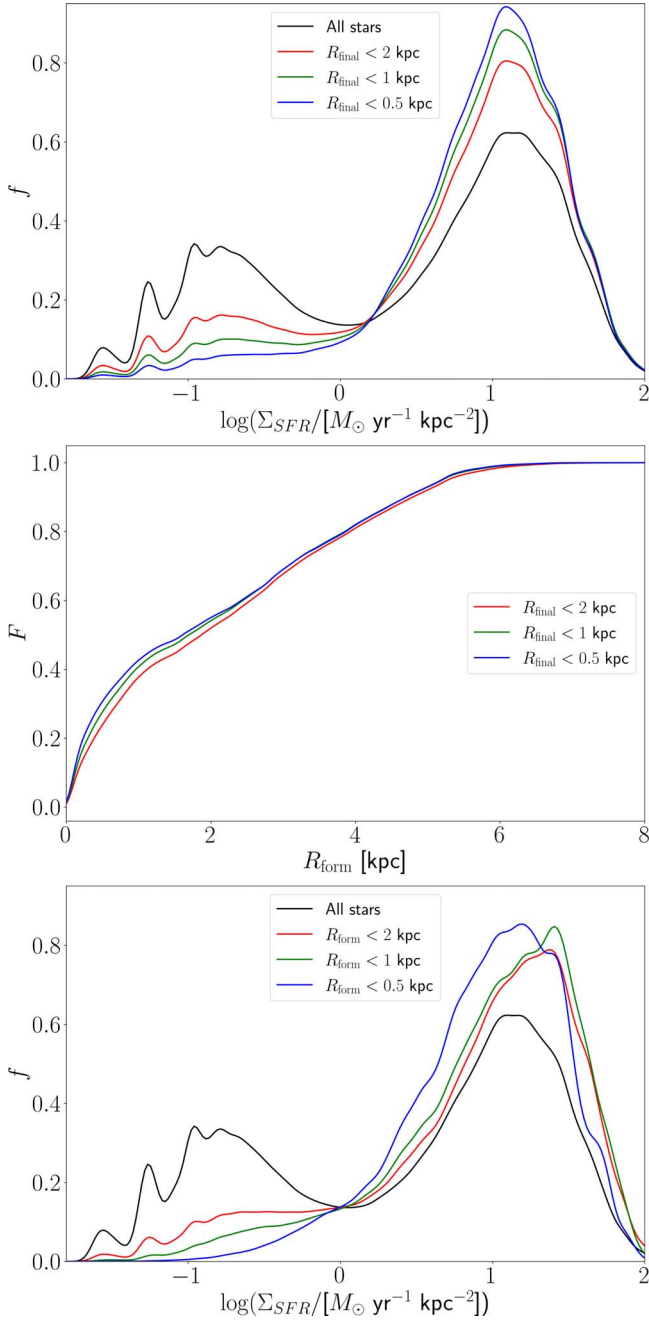 All stars
R_final < 2 kpc
R_final < 1 kpc
R_final < 0.5 kpc
f
0.8
0.6
0.4
0.2
0.0
−1
0
1
2
log(Σ_SFR/[M_⊙ yr⁻¹ kpc⁻²])
1.0
0.8
0.6
0.4
0.2
0.0
F
R_final < 2 kpc
R_final < 1 kpc
R_final < 0.5 kpc
0
2
4
6
8
R_form [kpc]
All stars
R_form < 2 kpc
R_form < 1 kpc
R_form < 0.5 kpc
f
0.8
0.6
0.4
0.2
0.0
−1
0
1
2
log(Σ_SFR/[M_⊙ yr⁻¹ kpc⁻²])